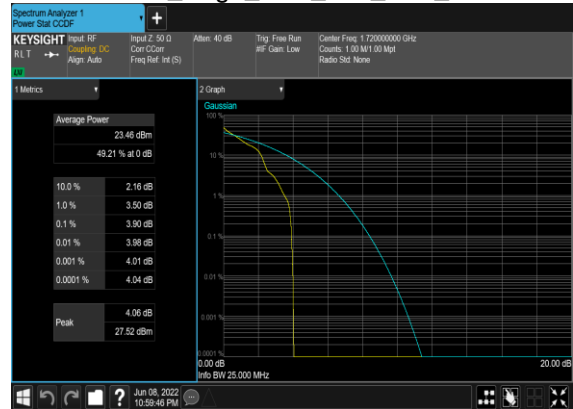 Spectrum Analyzer 1
Power Stat CCDF
+
KEYSIGHT
RLT
LXI
Input: RF
Coupling: DC
Align: Auto
Input Z: 50 Ω
Corr CCorr
Freq Ref: Int (S)
Atten: 40 dB
Trig: Free Run
#IF Gain: Low
Center Freq: 1.720000000 GHz
Counts: 1.00 M/1.00 Mpt
Radio Std: None
1 Metrics
Average Power
23.46 dBm
49.21 % at 0 dB
10.0 % 2.16 dB
1.0 % 3.50 dB
0.1 % 3.90 dB
0.01 % 3.98 dB
0.001 % 4.01 dB
0.0001 % 4.04 dB
Peak
4.06 dB
27.52 dBm
2 Graph
Gaussian
100 %
10 %
1 %
0.1 %
0.01 %
0.001 %
0.0001 %
0.00 dB 20.00 dB
Info BW 25.000 MHz
? Jun 08, 2022
10:59:46 PM